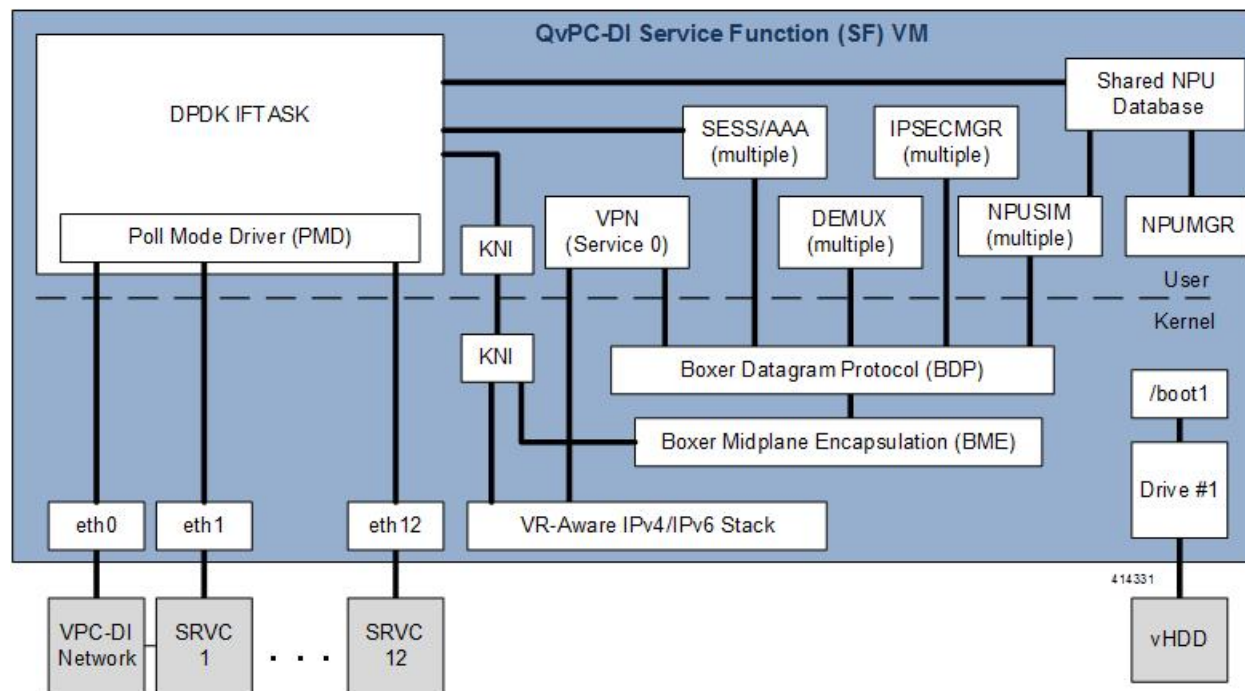 QvPC-DI Service Function (SF) VM
DPDK IFTASK
Shared NPU
Database
SESS/AAA
(multiple)
IPSECMGR
(multiple)
Poll Mode Driver (PMD)
KNI
VPN
(Service 0)
DEMUX
(multiple)
NPUSIM
(multiple)
NPUMGR
User
Kernel
KNI
Boxer Datagram Protocol (BDP)
/boot1
Boxer Midplane Encapsulation (BME)
Drive #1
eth0
eth1
eth12
VR-Aware IPv4/IPv6 Stack
414331
VPC-DI
Network
SRVC
1
. . .
SRVC
12
vHDD